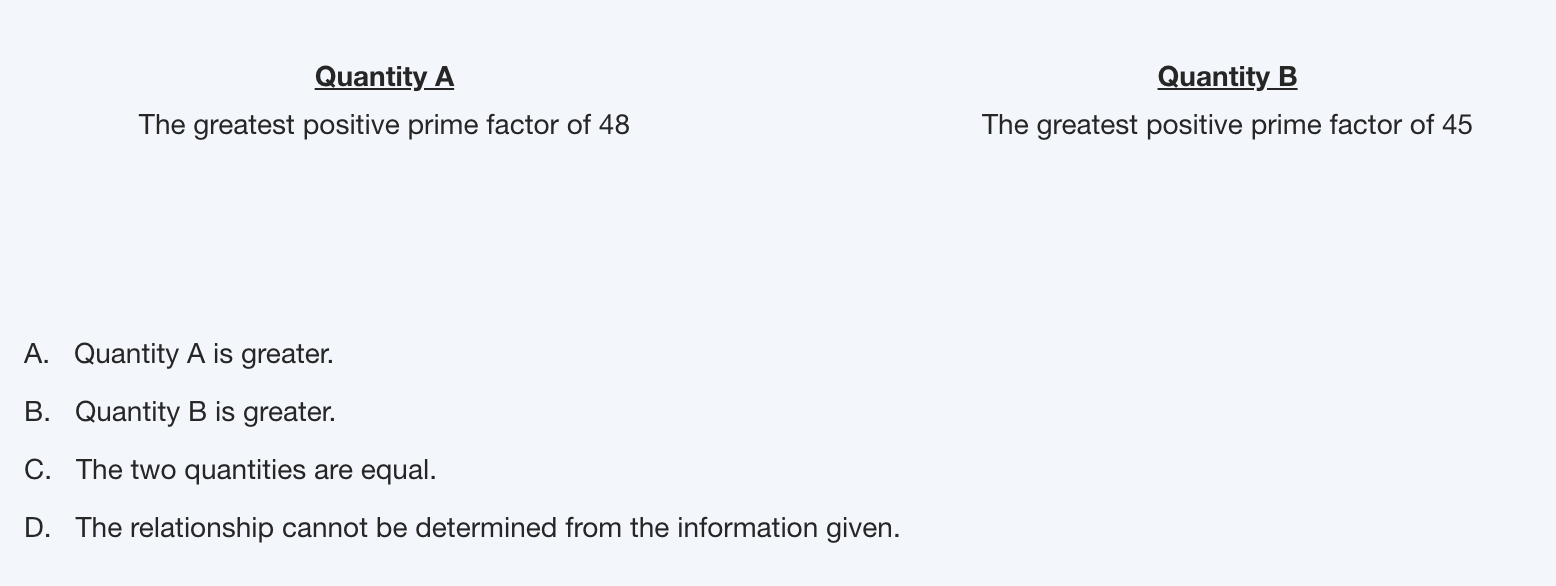 Quantity A
Quantity B
The greatest positive prime factor of 48
The greatest positive prime factor of 45
A. Quantity A is greater.
B. Quantity B is greater.
C. The two quantities are equal.
D. The relationship cannot be determined from the information given.